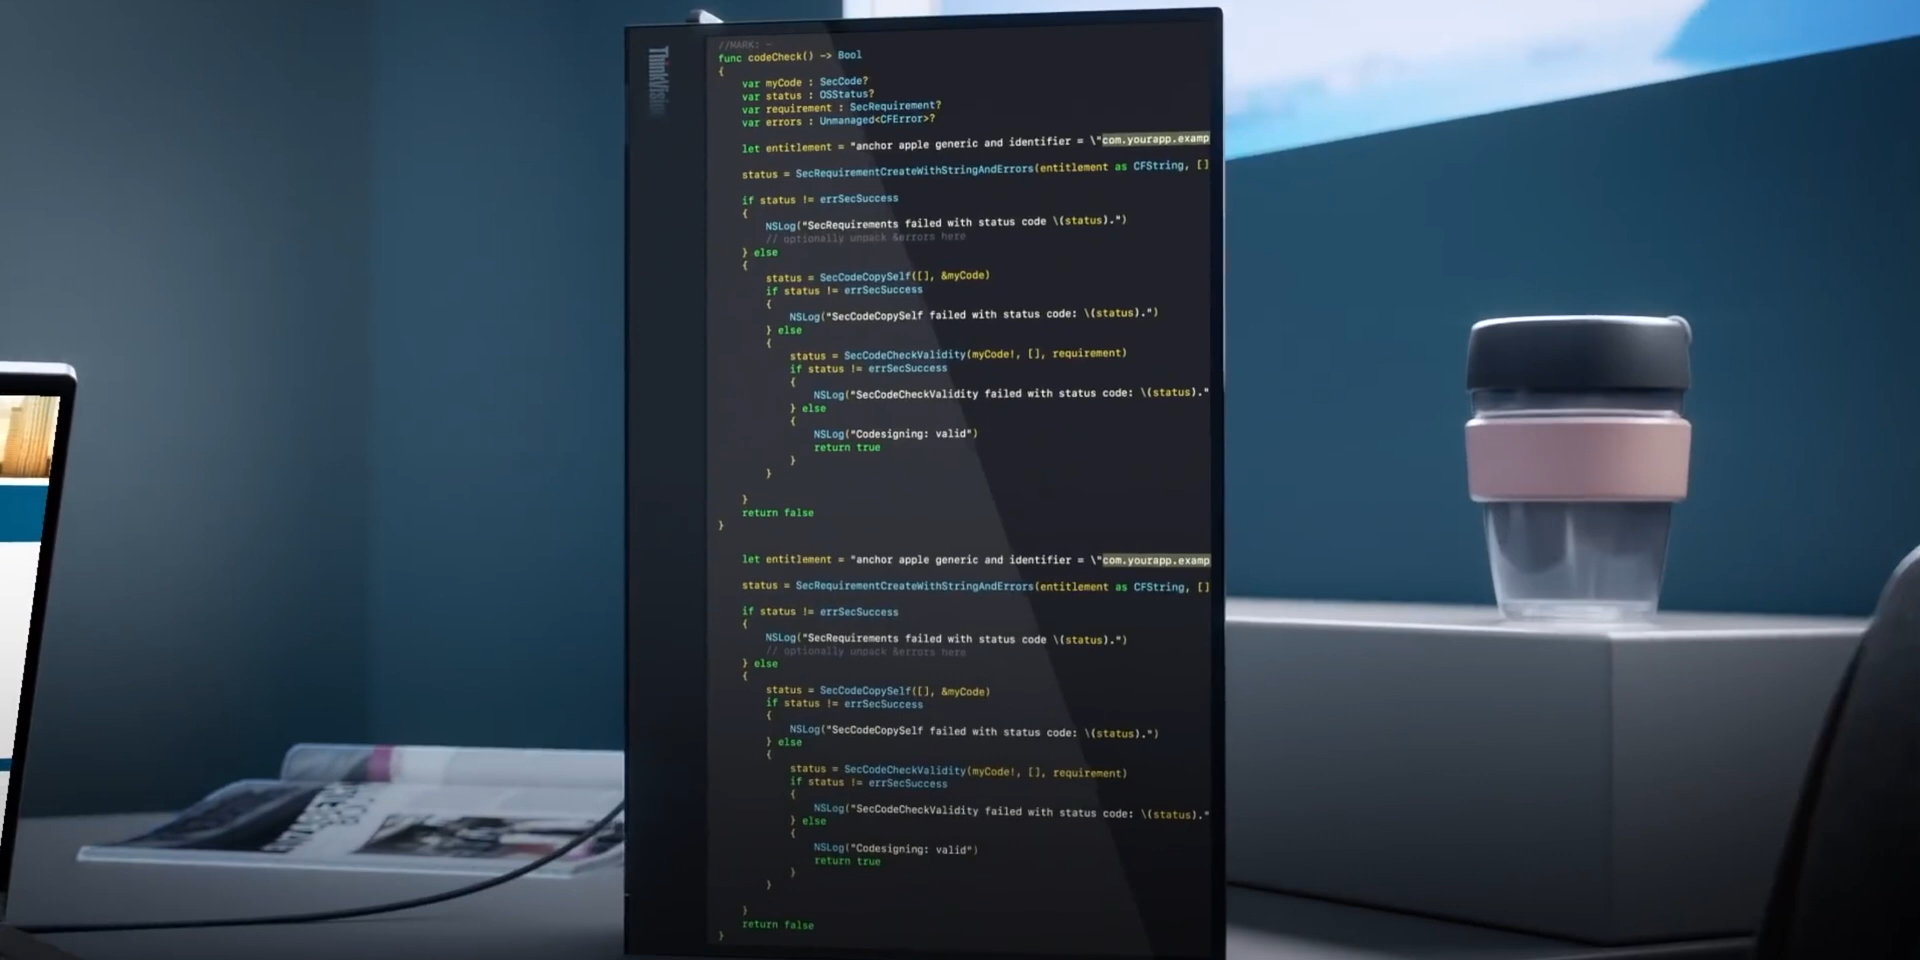 ThinkVision
//MARK: -
func codeCheck() -> Bool
{
var myCode : SecCode?
var status : OSStatus?
var requirement : SecRequirement?
var errors : Unmanaged<CFError>?
let entitlement = "anchor apple generic and identifier = \"com.yourapp.examp
status = SecRequirementCreateWithStringAndErrors(entitlement as CFString, []
if status != errSecSuccess
{
NSLog("SecRequirements failed with status code \(status).")
// optionally unpack &errors here
} else
{
status = SecCodeCopySelf([], &myCode)
if status != errSecSuccess
{
NSLog("SecCodeCopySelf failed with status code: \(status).")
} else
{
status = SecCodeCheckValidity(myCode!, [], requirement)
if status != errSecSuccess
{
NSLog("SecCodeCheckValidity failed with status code: \(status)."
} else
{
NSLog("Codesigning: valid")
return true
}
}
}
return false
}
let entitlement = "anchor apple generic and identifier = \"com.yourapp.examp
status = SecRequirementCreateWithStringAndErrors(entitlement as CFString, []
if status != errSecSuccess
{
NSLog("SecRequirements failed with status code \(status).")
// optionally unpack &errors here
} else
{
status = SecCodeCopySelf([], &myCode)
if status != errSecSuccess
{
NSLog("SecCodeCopySelf failed with status code: \(status).")
} else
{
status = SecCodeCheckValidity(myCode!, [], requirement)
if status != errSecSuccess
{
NSLog("SecCodeCheckValidity failed with status code: \(status)."
} else
{
NSLog("Codesigning: valid")
return true
}
}
}
return false
}